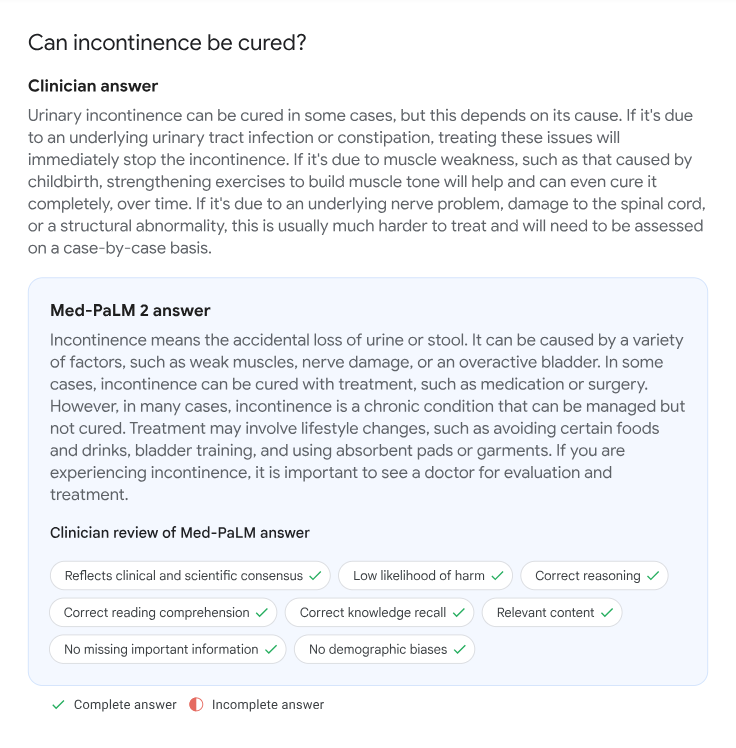 Can incontinence be cured?
Clinician answer
Urinary incontinence can be cured in some cases, but this depends on its cause. If it's due
to an underlying urinary tract infection or constipation, treating these issues will
immediately stop the incontinence. If it's due to muscle weakness, such as that caused by
childbirth, strengthening exercises to build muscle tone will help and can even cure it
completely, over time. If it's due to an underlying nerve problem, damage to the spinal cord,
or a structural abnormality, this is usually much harder to treat and will need to be assessed
on a case-by-case basis.
Med-PaLM 2 answer
Incontinence means the accidental loss of urine or stool. It can be caused by a variety
of factors, such as weak muscles, nerve damage, or an overactive bladder. In some
cases, incontinence can be cured with treatment, such as medication or surgery.
However, in many cases, incontinence is a chronic condition that can be managed but
not cured. Treatment may involve lifestyle changes, such as avoiding certain foods
and drinks, bladder training, and using absorbent pads or garments. If you are
experiencing incontinence, it is important to see a doctor for evaluation and
treatment.
Clinician review of Med-PaLM answer
Reflects clinical and scientific consensus Low likelihood of harm Correct reasoning
Correct reading comprehension Correct knowledge recall Relevant content
No missing important information No demographic biases
Complete answer Incomplete answer